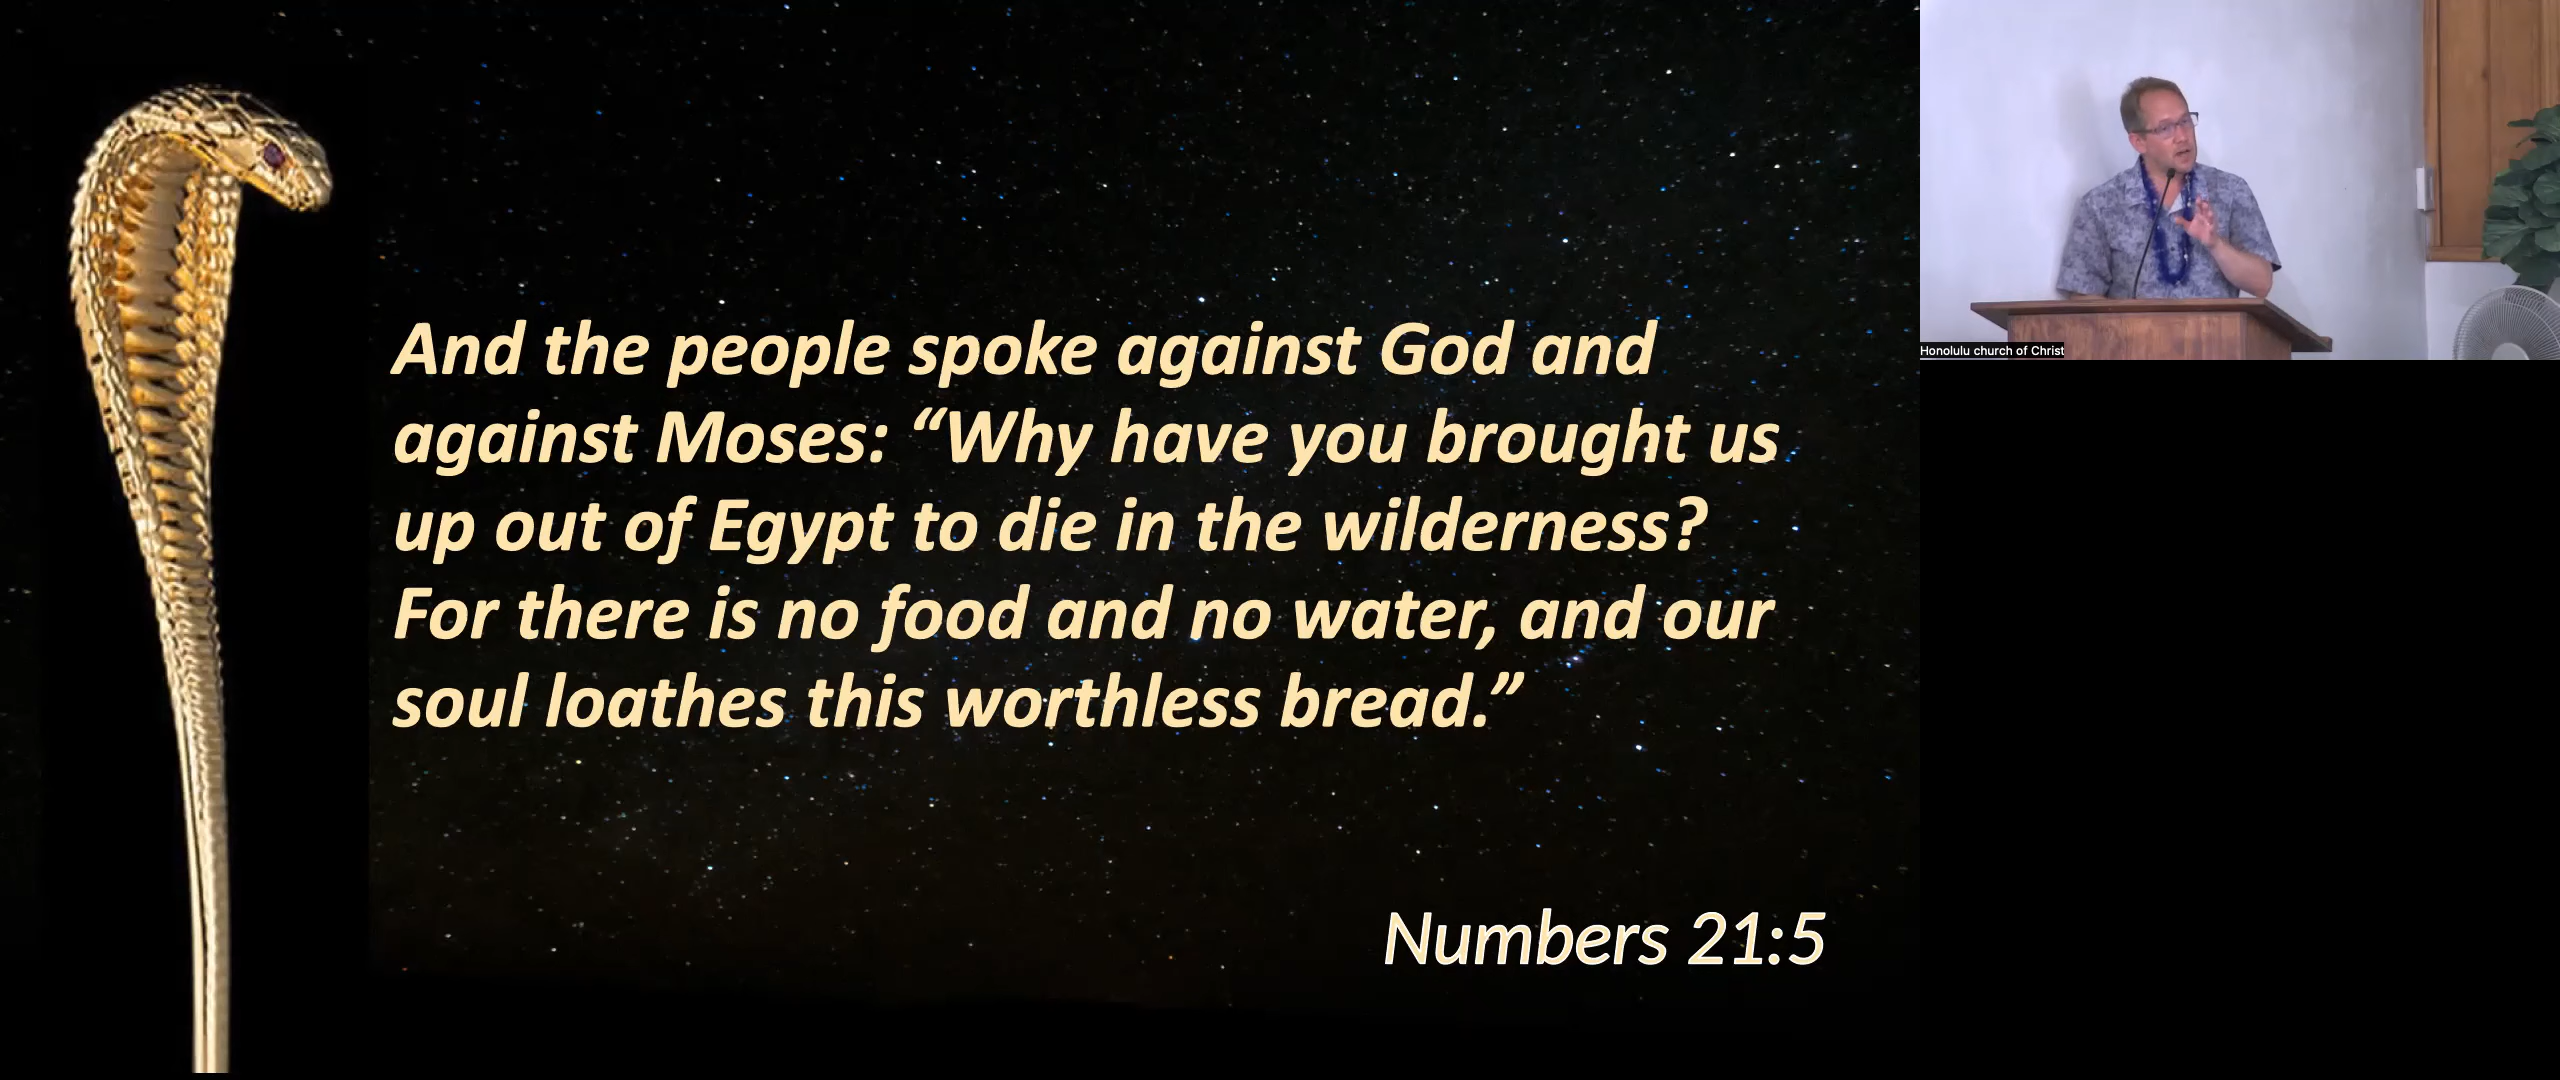 And the people spoke against God and
against Moses: “Why have you brought us
up out of Egypt to die in the wilderness?
For there is no food and no water, and our
soul loathes this worthless bread.”
Numbers 21:5
Honolulu church of Christ